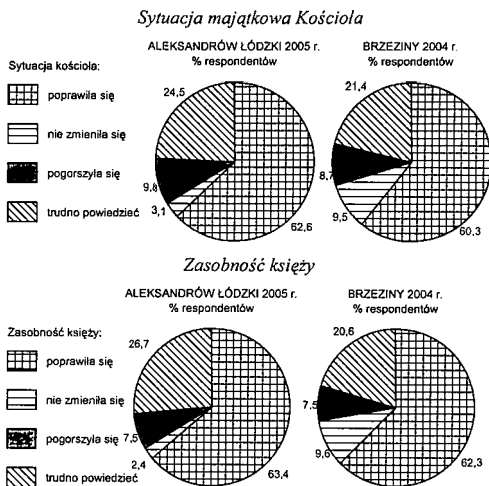 Sytuacja majątkowa Kościoła
ALEKSANDRÓW ŁÓDZKI 2005 r.
% respondentów
BRZEZINY 2004 r.
% respondentów
Sytuacja kościoła:
poprawiła się
nie zmieniła się
pogorszyła się
trudno powiedzieć
24,5
9,8
3,1
62,6
21,4
8,7
9,5
60,3
Zasobność księży
ALEKSANDRÓW ŁÓDZKI 2005 r.
% respondentów
BRZEZINY 2004 r.
% respondentów
Zasobność księży:
poprawiła się
nie zmieniła się
pogorszyła się
trudno powiedzieć
26,7
7,5
2,4
63,4
20,6
7,5
9,6
62,3